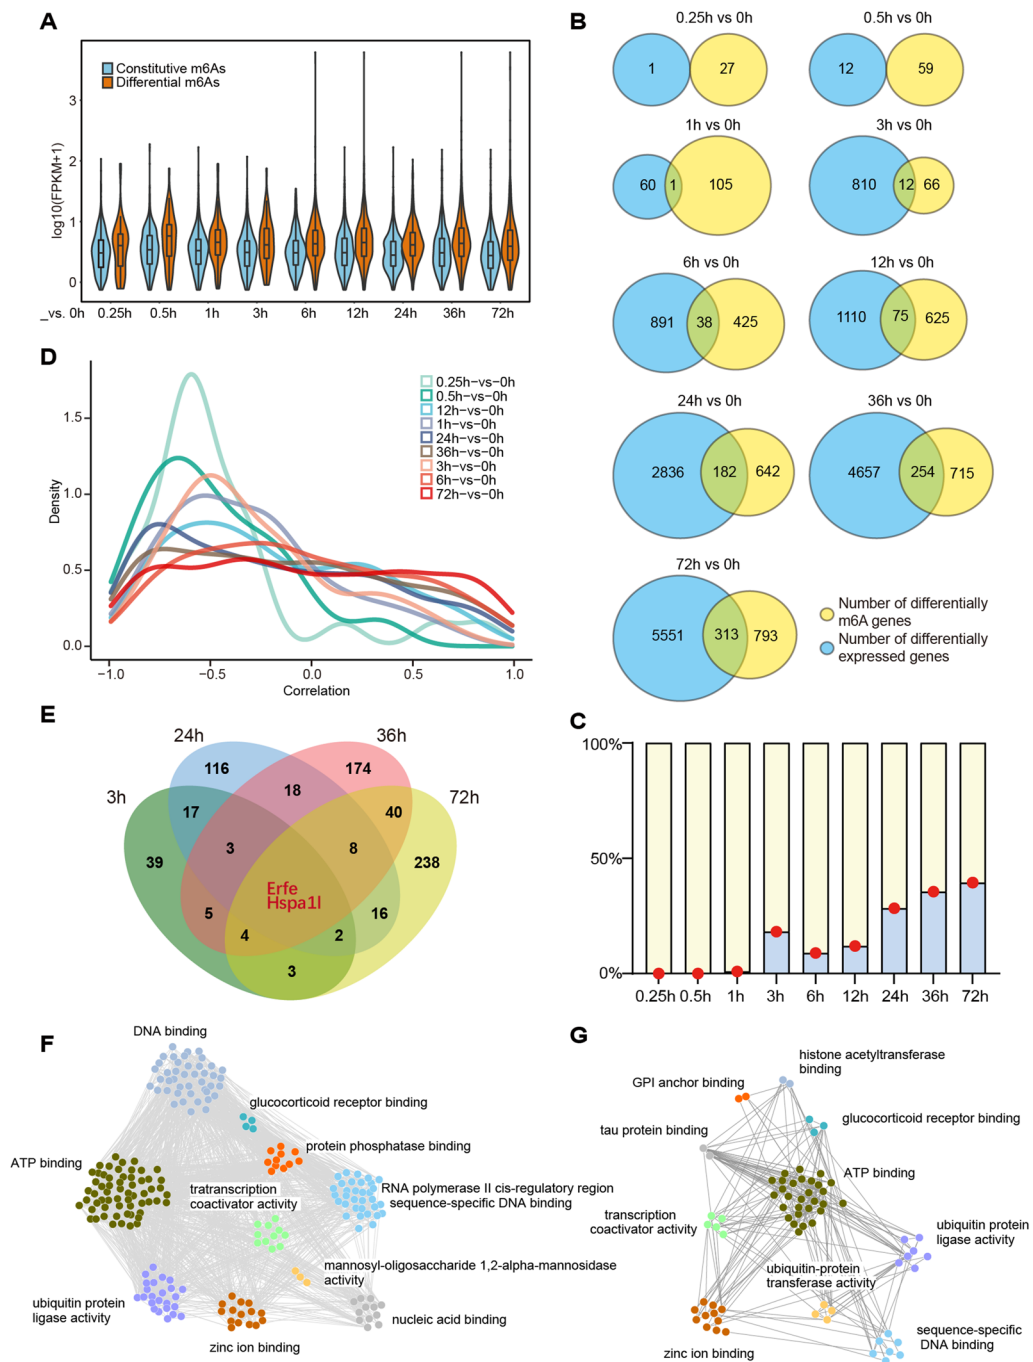 A
Constitutive m6As
Differential m6As
log10(FPKM+1)
3
2
1
0
_vs. 0h 0.25h 0.5h 1h 3h 6h 12h 24h 36h 72h
B
0.25h vs 0h
1 27
0.5h vs 0h
12 59
1h vs 0h
60 1 105
3h vs 0h
810 12 66
6h vs 0h
891 38 425
12h vs 0h
1110 75 625
24h vs 0h
2836 182 642
36h vs 0h
4657 254 715
72h vs 0h
5551 313 793
Number of differentially
m6A genes
Number of differentially
expressed genes
D
Density
1.5
1.0
0.5
0.0
−1.0 −0.5 0.0 0.5 1.0
Correlation
0.25h−vs−0h
0.5h−vs−0h
12h−vs−0h
1h−vs−0h
24h−vs−0h
36h−vs−0h
3h−vs−0h
6h−vs−0h
72h−vs−0h
C
100%
50%
0%
0.25h 0.5h 1h 3h 6h 12h 24h 36h 72h
E
24h 36h
3h 72h
116 174
18
17 40
39 3 8 238
Erfe
Hspa1l
5 16
4 2
3
F
DNA binding
glucocorticoid receptor binding
protein phosphatase binding
ATP binding
RNA polymerase II cis-regulatory region
sequence-specific DNA binding
tratranscription
coactivator activity
mannosyl-oligosaccharide 1,2-alpha-mannosidase
activity
ubiquitin protein
ligase activity
zinc ion binding
nucleic acid binding
G
histone acetyltransferase
binding
GPI anchor binding
glucocorticoid receptor binding
tau protein binding
ATP binding
transcription
coactivator activity
ubiquitin protein
ligase activity
ubiquitin-protein
transferase activity
zinc ion binding
sequence-specific
DNA binding